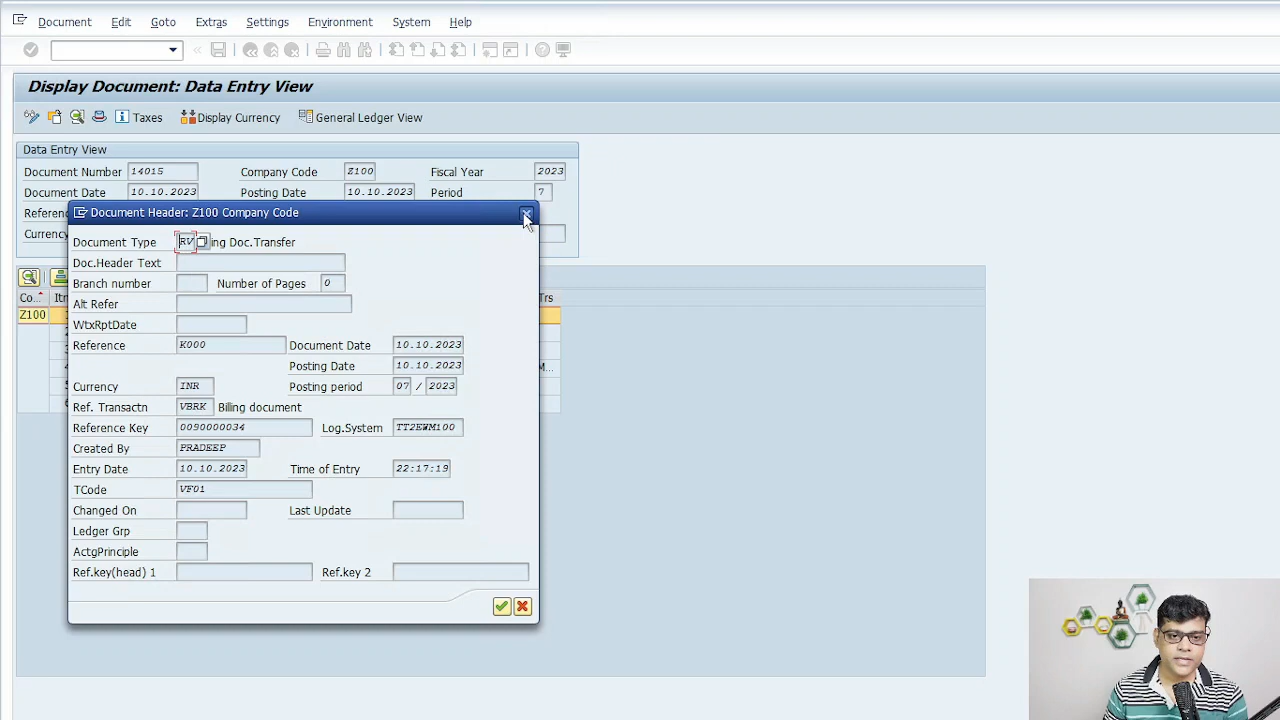 Document Edit Goto Extras Settings Environment System Help
Display Document: Data Entry View
Taxes Display Currency General Ledger View
Data Entry View
Document Number 14015 Company Code Z100 Fiscal Year 2023
Document Date 10.10.2023 Posting Date 10.10.2023 Period 7
Referen
Currency
Document Header: Z100 Company Code
Document Type RV ing Doc.Transfer
Doc.Header Text
Branch number Number of Pages 0
Alt Refer
WtxRptDate
Reference K000 Document Date 10.10.2023
Posting Date 10.10.2023
Currency INR Posting period 07 / 2023
Ref. Transactn VBRK Billing document
Reference Key 0090000034 Log.System TT2EWM100
Created By PRADEEP
Entry Date 10.10.2023 Time of Entry 22:17:19
TCode VF01
Changed On Last Update
Ledger Grp
ActgPrinciple
Ref.key(head) 1 Ref.key 2
Co... Itm Trs
Z100
M...